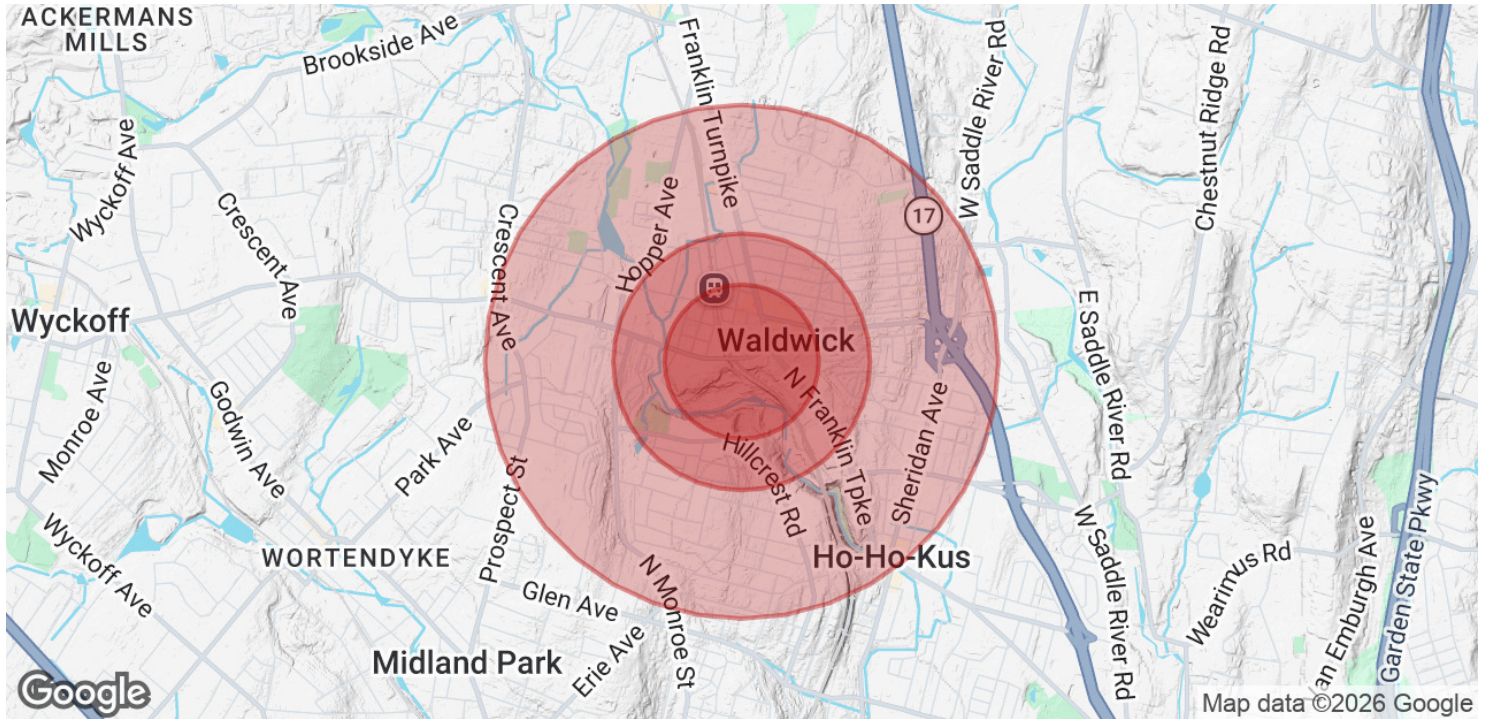 ACKERMANS
MILLS
Brookside Ave
Franklin Turnpike
W Saddle River Rd
Chestnut Ridge Rd
Wyckoff Ave
Crescent Ave
Crescent Ave
Hopper Ave
17
Wyckoff
Waldwick
E Saddle River Rd
Monroe Ave
Godwin Ave
Park Ave
Prospect St
N Franklin Tpke
Hillcrest Rd
Sheridan Ave
Wyckoff Ave
WORTENDYKE
Ho-Ho-Kus
W Saddle River Rd
Wearimus Rd
Garden State Pkwy
Glen Ave
N Monroe St
Erie Ave
Midland Park
an Emburgh Ave
Google
Map data ©2026 Google